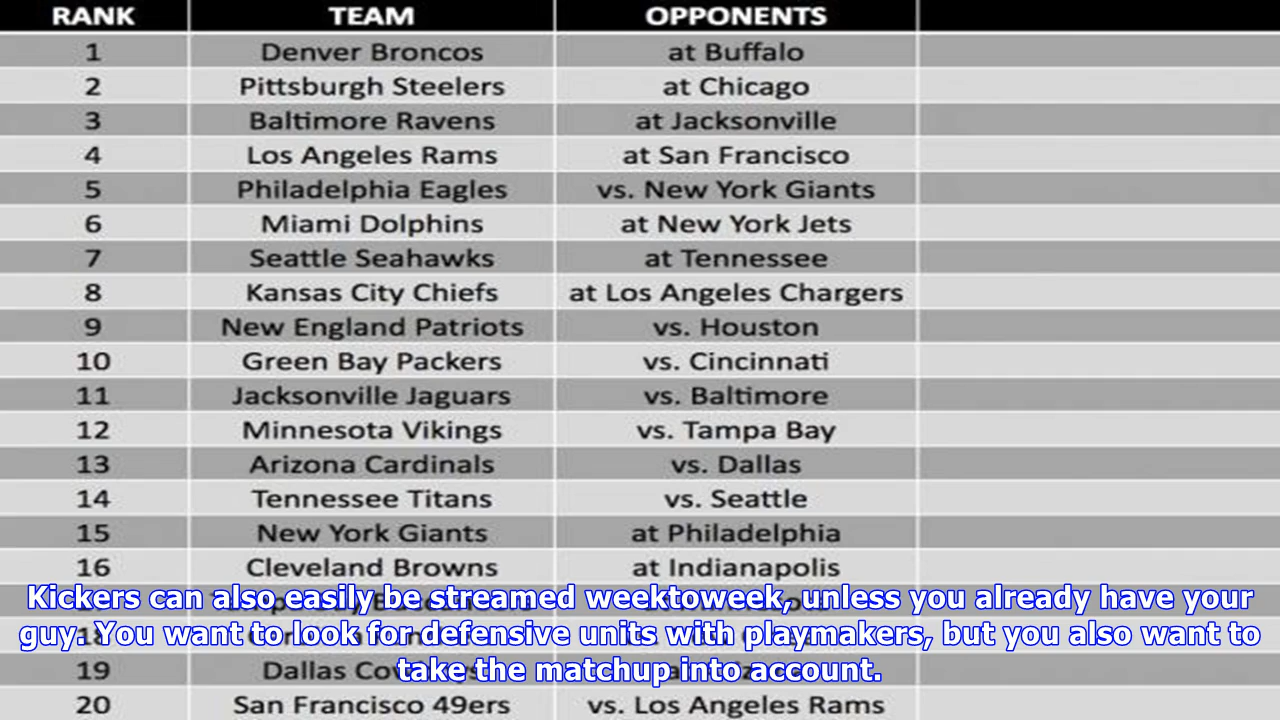 RANK TEAM OPPONENTS
1 Denver Broncos at Buffalo
2 Pittsburgh Steelers at Chicago
3 Baltimore Ravens at Jacksonville
4 Los Angeles Rams at San Francisco
5 Philadelphia Eagles vs. New York Giants
6 Miami Dolphins at New York Jets
7 Seattle Seahawks at Tennessee
8 Kansas City Chiefs at Los Angeles Chargers
9 New England Patriots vs. Houston
10 Green Bay Packers vs. Cincinnati
11 Jacksonville Jaguars vs. Baltimore
12 Minnesota Vikings vs. Tampa Bay
13 Arizona Cardinals vs. Dallas
14 Tennessee Titans vs. Seattle
15 New York Giants at Philadelphia
16 Cleveland Browns at Indianapolis
Kickers can also easily be streamed weektoweek, unless you already have your
guy. You want to look for defensive units with playmakers, but you also want to
take the matchup into account.
19 Dallas
20 San Francisco 49ers vs. Los Angeles Rams